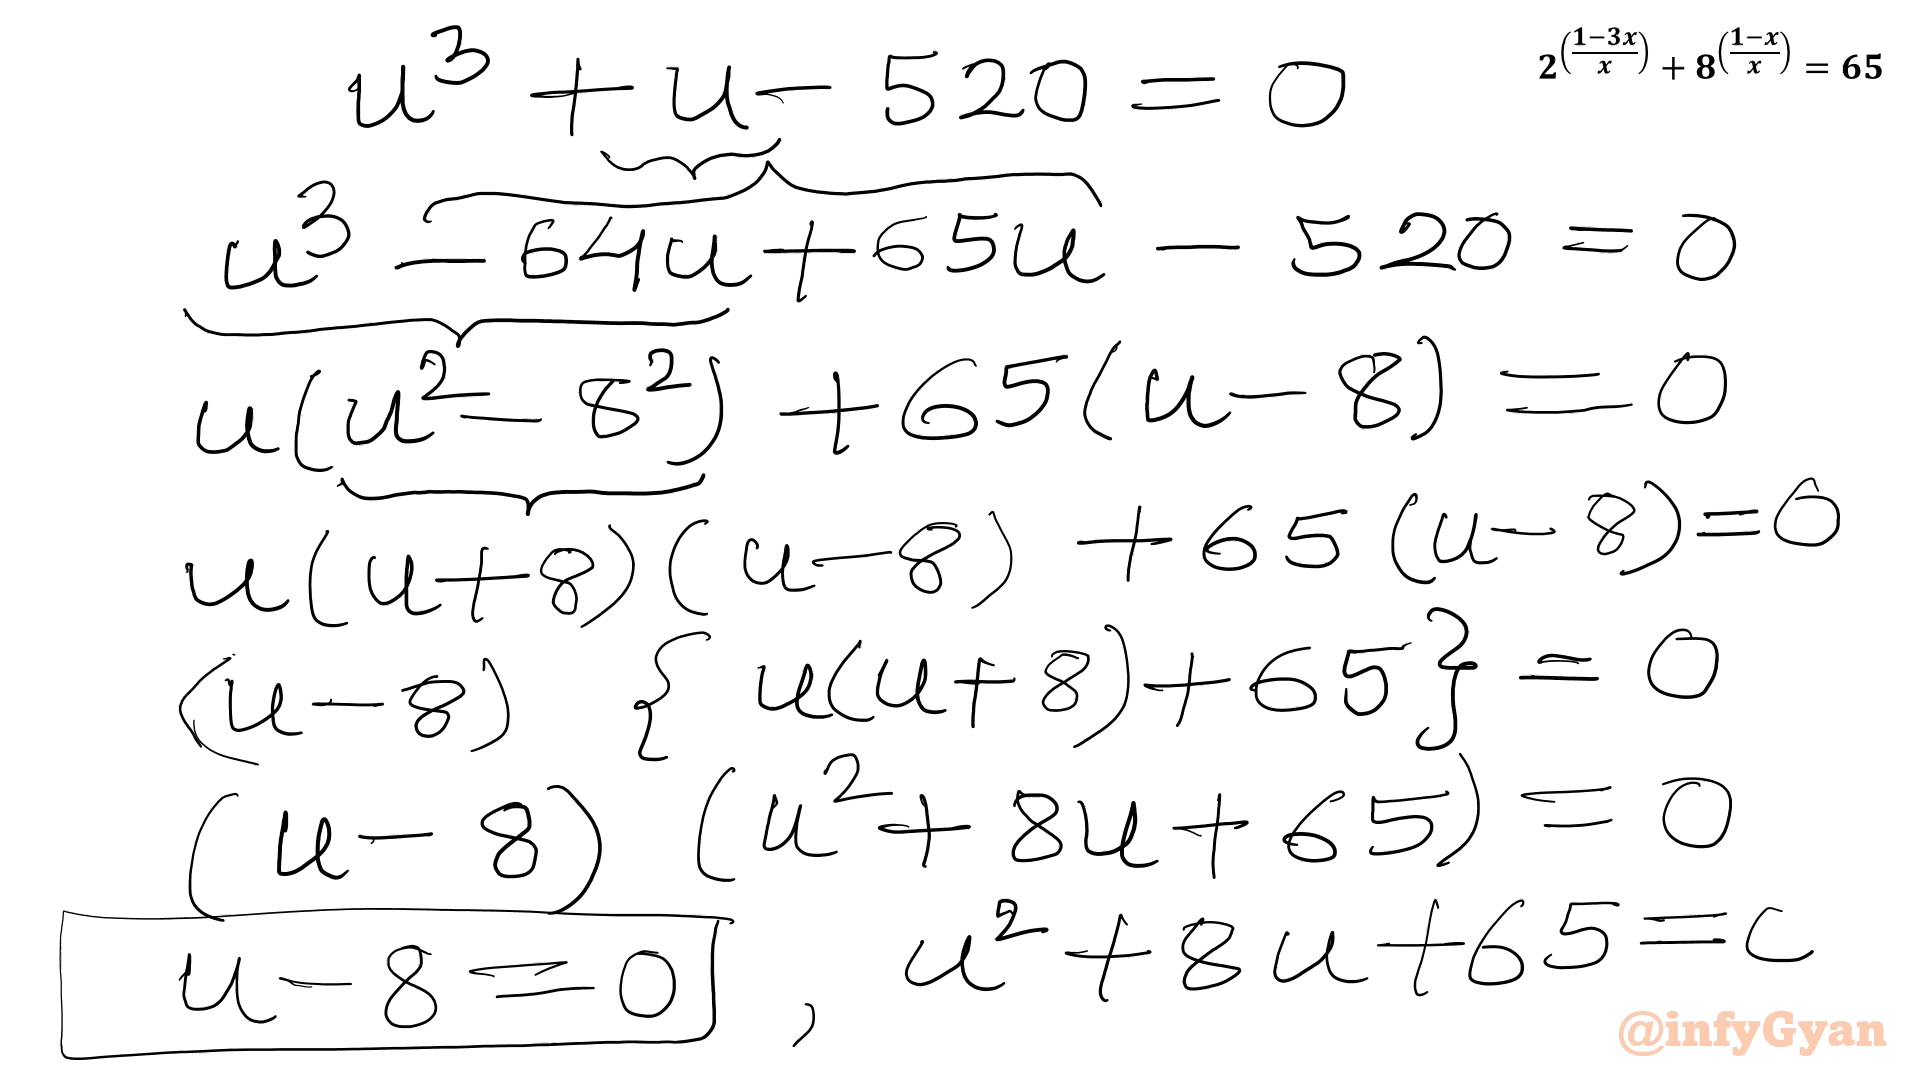 2^((1−3x)/x) + 8^((1−x)/x) = 65
u³ + u − 520 = 0
u³ − 64u + 65u − 520 = 0
u(u² − 8²) + 65(u − 8) = 0
u(u+8)(u−8) + 65(u−8) = 0
(u−8) {u(u+8)+65} = 0
(u−8) (u²+8u+65) = 0
u−8=0 , u²+8u+65=c
@infyGyan